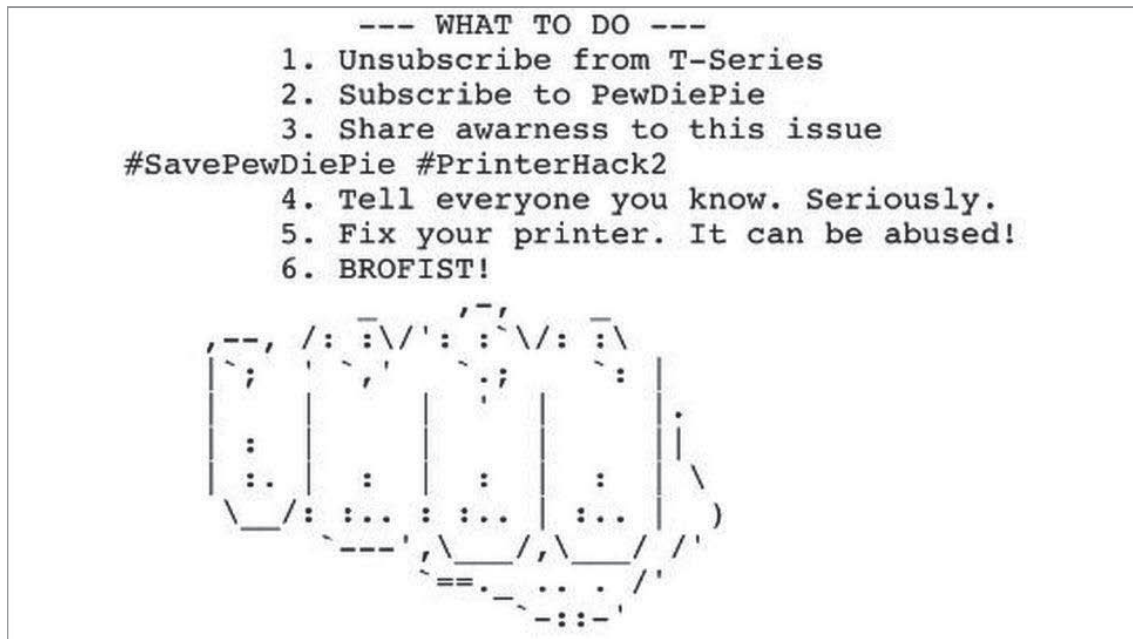 --- WHAT TO DO ---
1. Unsubscribe from T-Series
2. Subscribe to PewDiePie
3. Share awarness to this issue
#SavePewDiePie #PrinterHack2
4. Tell everyone you know. Seriously.
5. Fix your printer. It can be abused!
6. BROFIST!